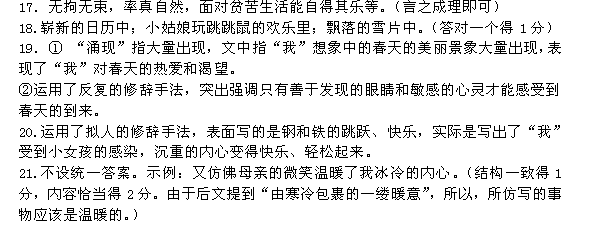 17. 无拘无束，率真自然，面对贫苦生活能自得其乐等。（言之成理即可）
18.崭新的日历中；小姑娘玩跳跳鼠的欢乐里；飘落的雪片中。（答对一个得 1 分）
19. ① “涌现”指大量出现，文中指“我”想象中的春天的美丽景象大量出现，表
现了“我”对春天的热爱和渴望。
②运用了反复的修辞手法，突出强调只有善于发现的眼睛和敏感的心灵才能感受到
春天的到来。
20.运用了拟人的修辞手法，表面写的是钢和铁的跳跃、快乐，实际是写出了“我”
受到小女孩的感染，沉重的内心变得快乐、轻松起来。
21.不设统一答案。示例：又仿佛母亲的微笑温暖了我冰冷的内心。（结构一致得 1
分，内容恰当得 2 分。由于后文提到“由寒冷包裹的一缕暖意”，所以，所仿写的事
物应该是温暖的。）